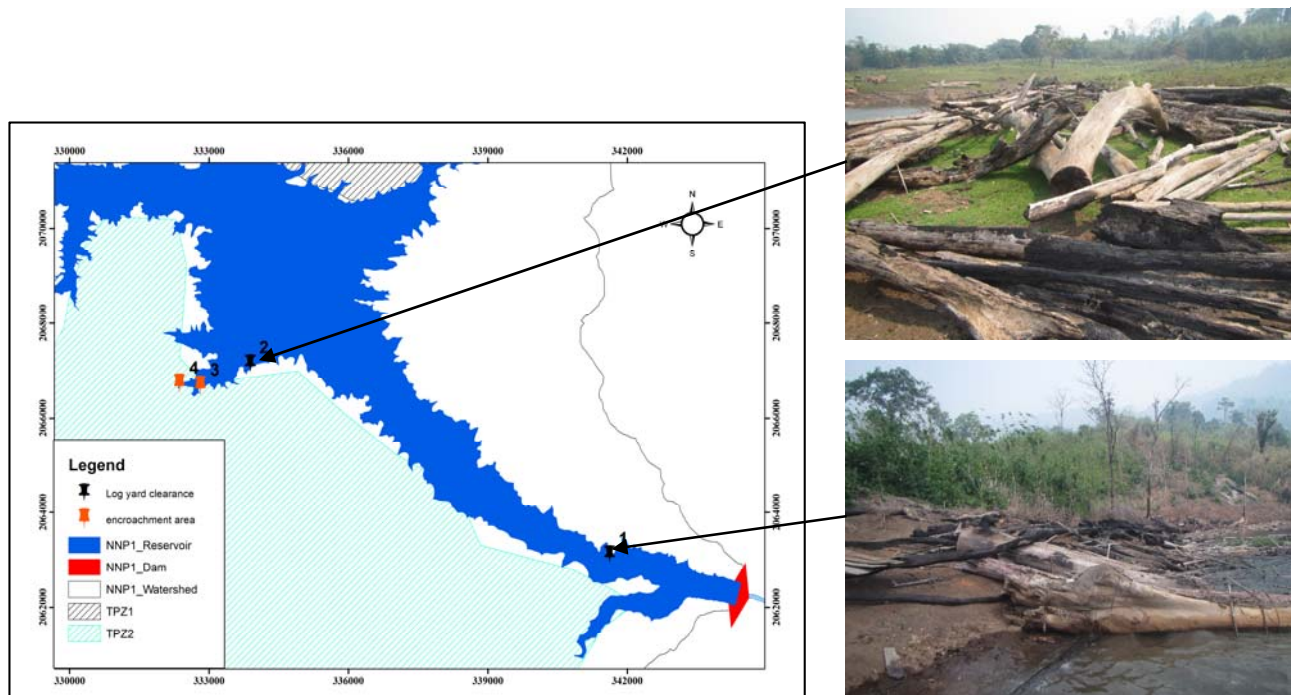 330000 333000 336000 339000 342000
2070000 2070000
2068000 2068000
2066000 2066000
2064000 2064000
2062000 2062000
N
W E
S
2
4 3
1
Legend
Log yard clearance
encroachment area
NNP1_Reservoir
NNP1_Dam
NNP1_Watershed
TPZ1
TPZ2
330000 333000 336000 339000 342000